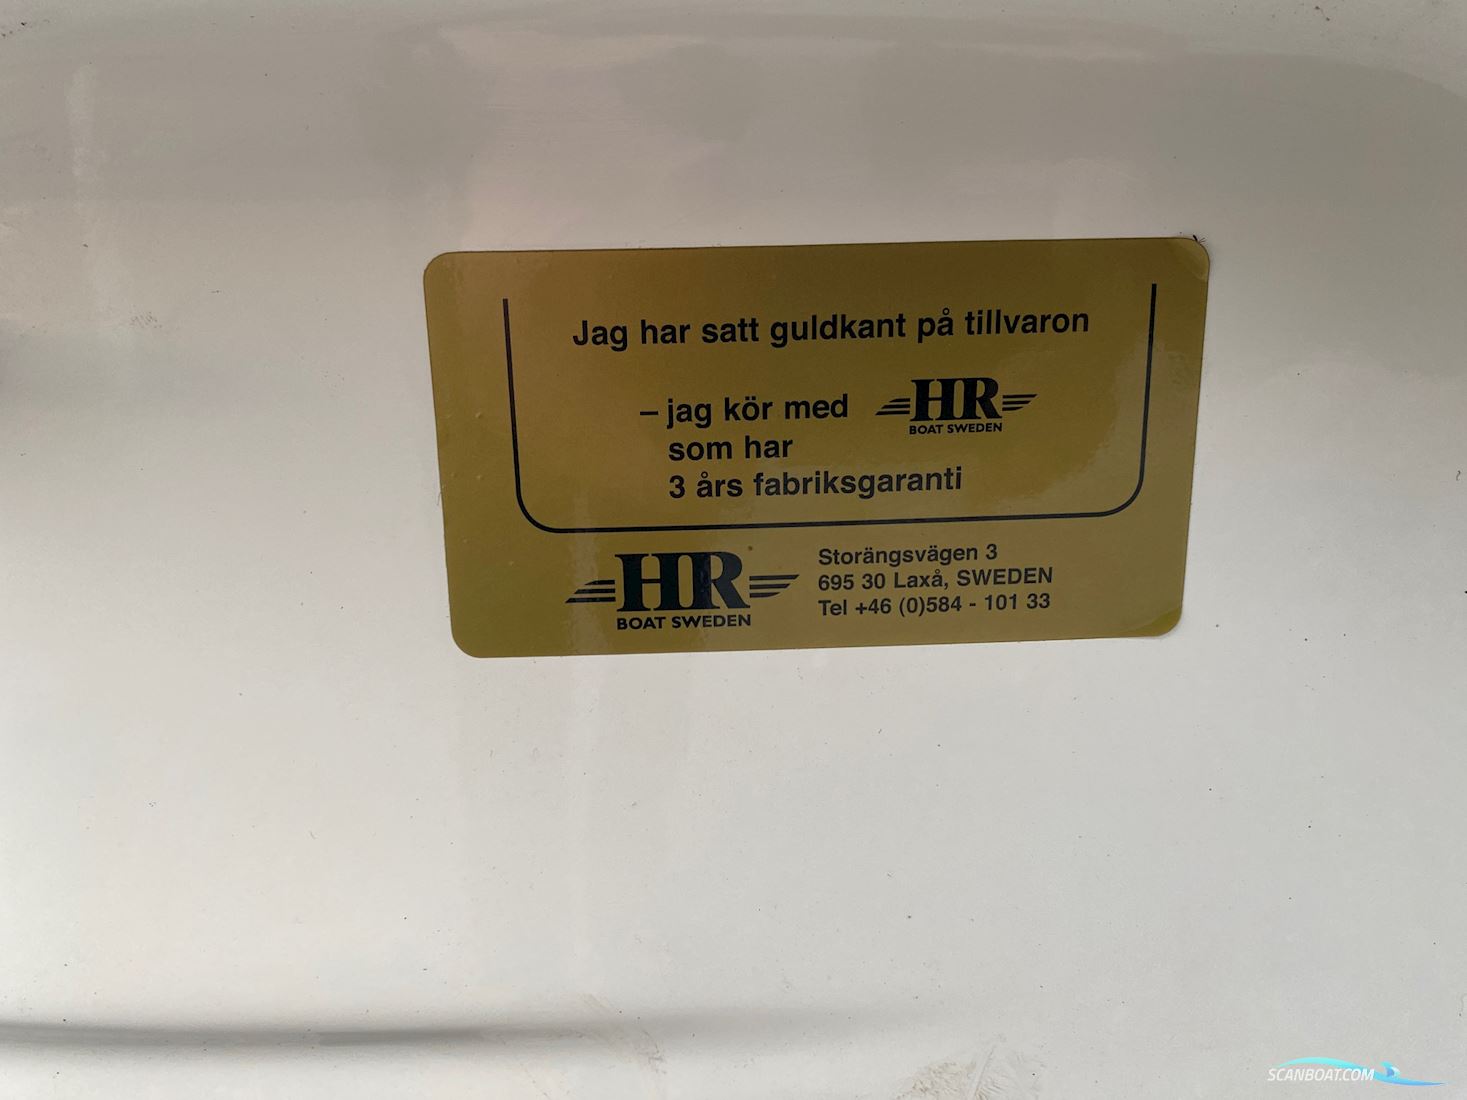 Jag har satt guldkant på tillvaron
– jag kör med HR
BOAT SWEDEN
som har
3 års fabriksgaranti
HR
BOAT SWEDEN
Storängsvägen 3
695 30 Laxå, SWEDEN
Tel +46 (0)584 - 101 33
SCANBOAT.COM